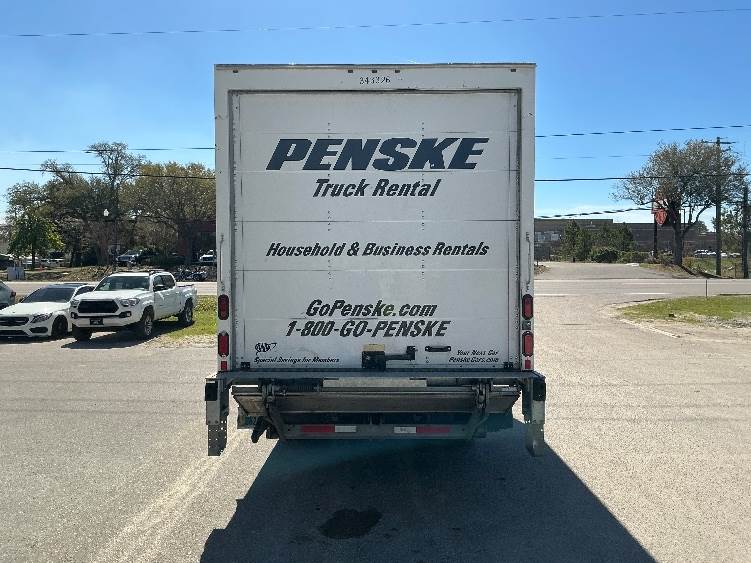 343326
PENSKE
Truck Rental
Household & Business Rentals
GoPenske.com
1-800-GO-PENSKE
AAA
Special Savings for Members
Your Next Car
PenskeCars.com